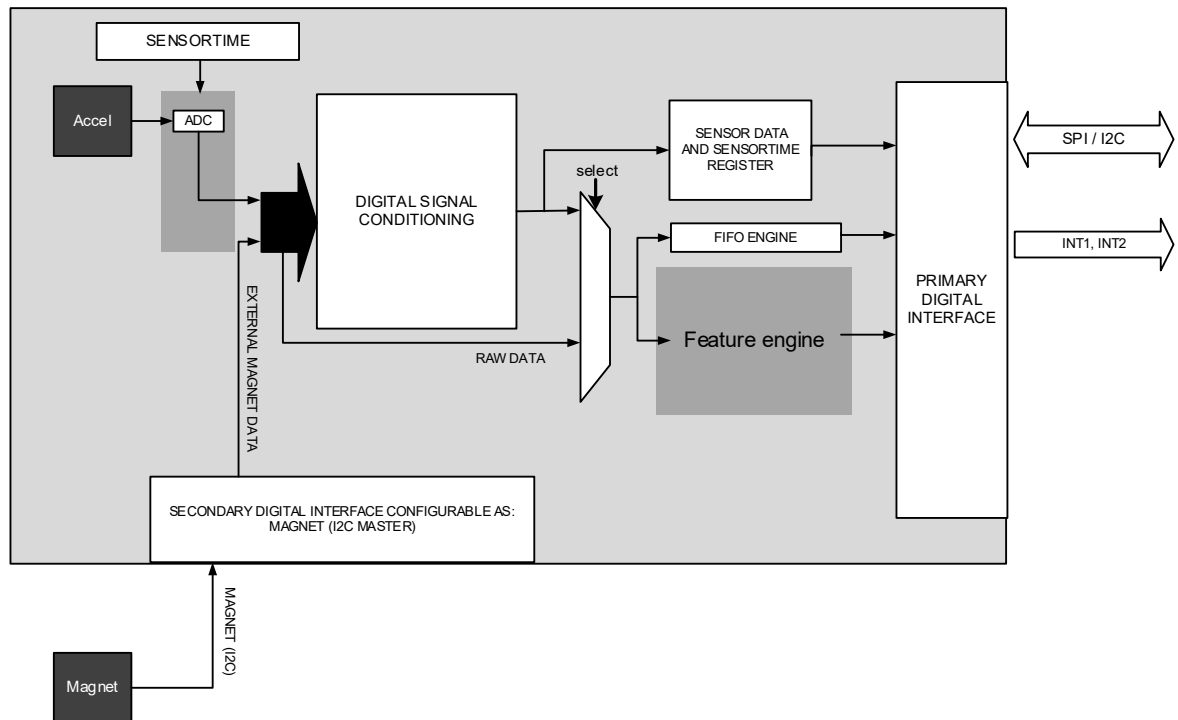 SENSORTIME
Accel
ADC
DIGITAL SIGNAL
CONDITIONING
SENSOR DATA
AND SENSORTIME
REGISTER
SPI / I2C
select
FIFO ENGINE
INT1, INT2
PRIMARY
DIGITAL
INTERFACE
Feature engine
RAW DATA
EXTERNAL MAGNET DATA
SECONDARY DIGITAL INTERFACE CONFIGURABLE AS:
MAGNET (I2C MASTER)
MAGNET (I2C)
Magnet